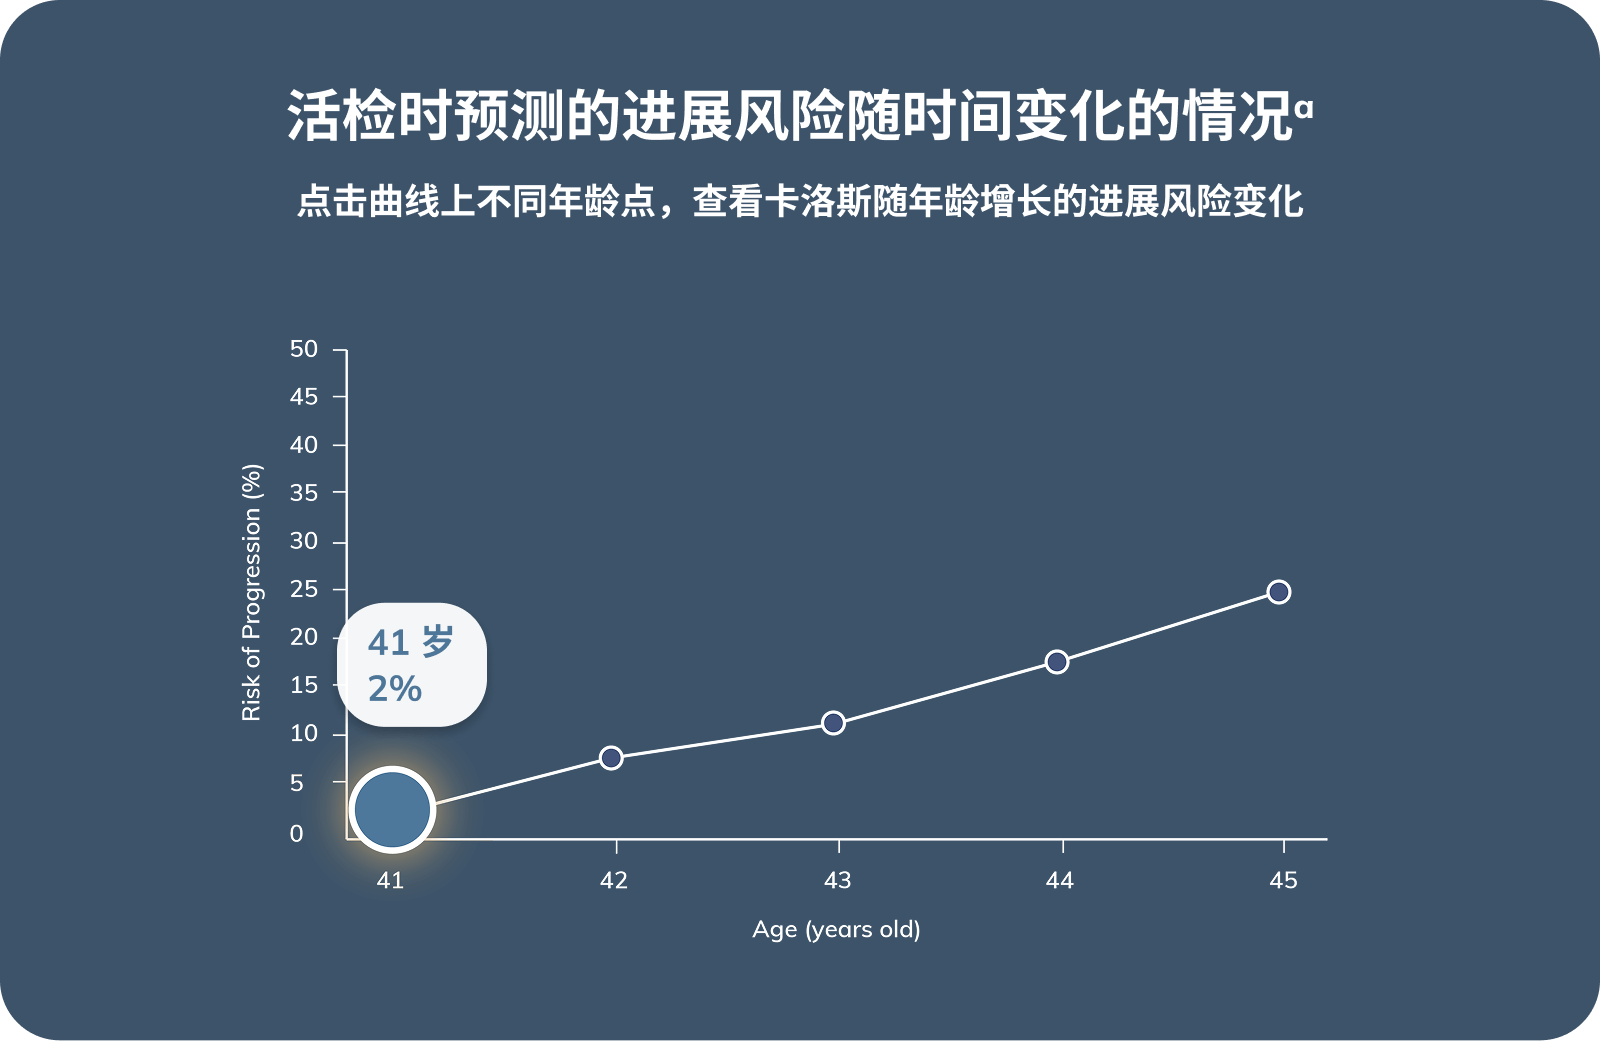 活检时预测的进展风险随时间变化的情况ᵅ
点击曲线上不同年龄点，查看卡洛斯随年龄增长的进展风险变化
50
45
40
35
30
25
20
15
10
5
0
Risk of Progression (%)
41 岁
2%
41 42 43 44 45
Age (years old)